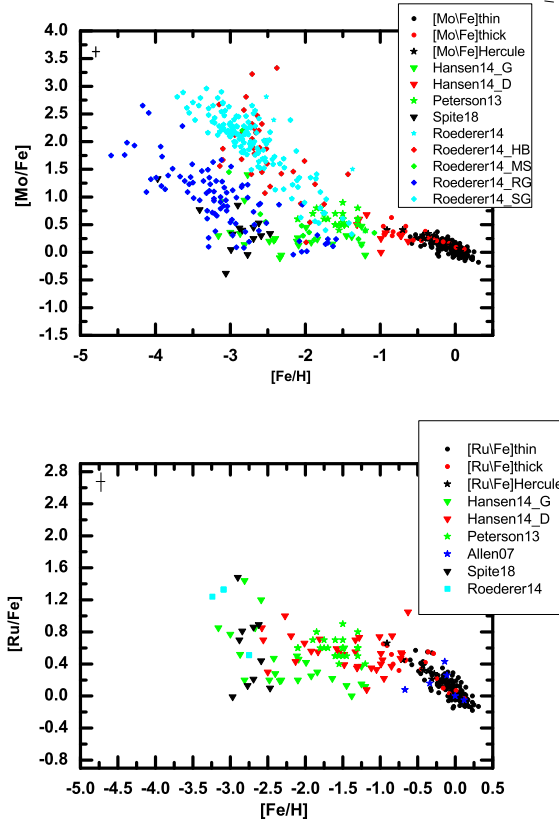 [Mo\Fe]thin
[Mo\Fe]thick
[Mo\Fe]Hercule
Hansen14_G
Hansen14_D
Peterson13
Spite18
Roederer14
Roederer14_HB
Roederer14_MS
Roederer14_RG
Roederer14_SG
4.0
3.5
3.0
2.5
2.0
1.5
1.0
0.5
0.0
-0.5
-1.0
-1.5
[Mo/Fe]
-5 -4 -3 -2 -1 0
[Fe/H]
[Ru\Fe]thin
[Ru\Fe]thick
[Ru\Fe]Hercule
Hansen14_G
Hansen14_D
Peterson13
Allen07
Spite18
Roederer14
2.8
2.4
2.0
1.6
1.2
0.8
0.4
0.0
-0.4
-0.8
[Ru/Fe]
-5.0 -4.5 -4.0 -3.5 -3.0 -2.5 -2.0 -1.5 -1.0 -0.5 0.0 0.5
[Fe/H]